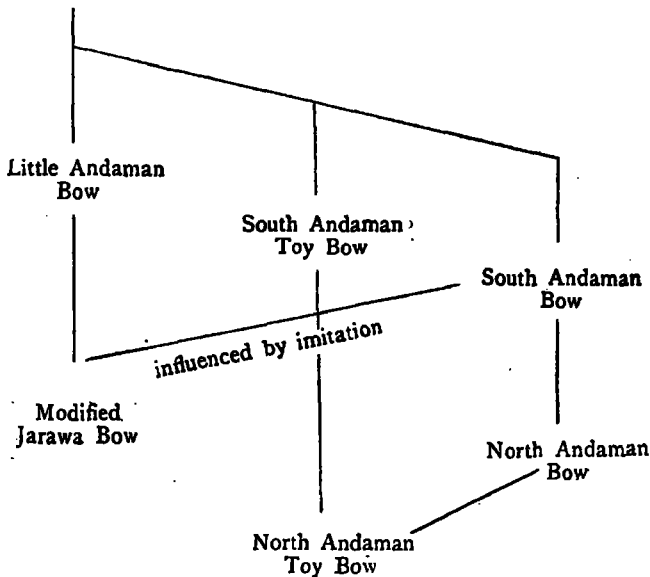 Little Andaman
Bow
South Andaman
Toy Bow
South Andaman
Bow
influenced by imitation
Modified
Jarawa Bow
North Andaman
Bow
North Andaman
Toy Bow